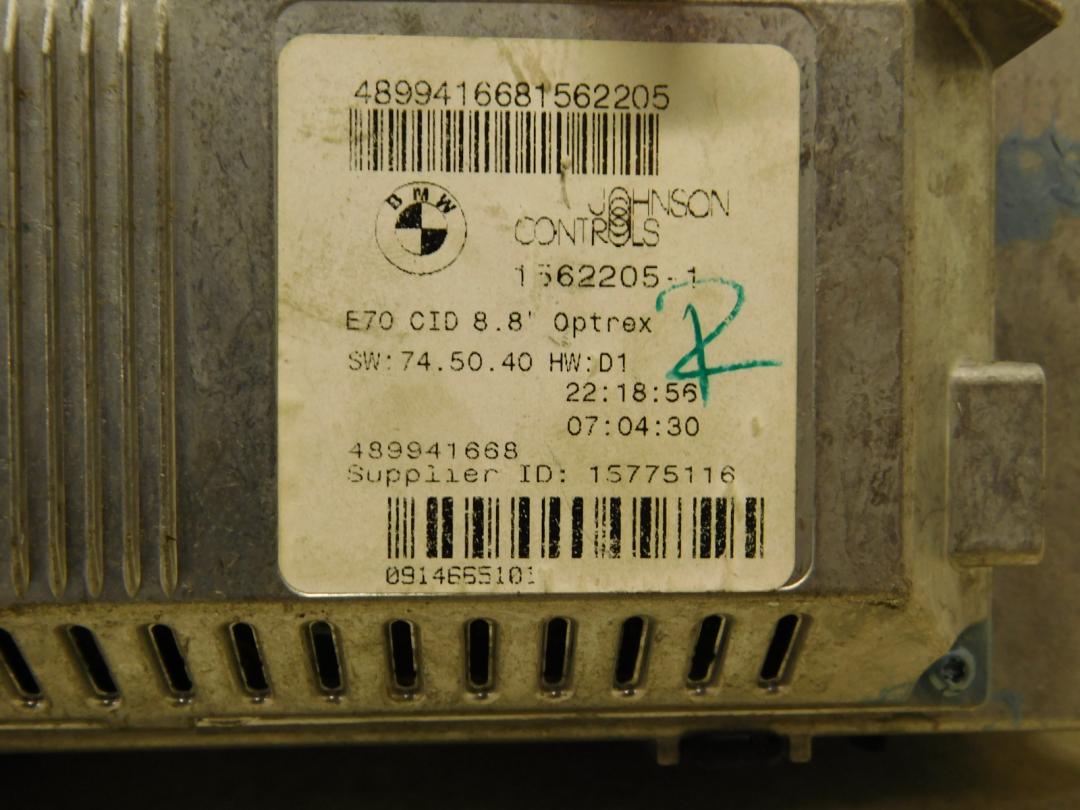 4899416681562205
BMW
JOHNSON
CONTROLS
1562205-1
E70 CID 8.8' Optrex
SW:74.50.40 HW:D1
22:18:56
07:04:30
489941668
Supplier ID: 15775116
0914665101